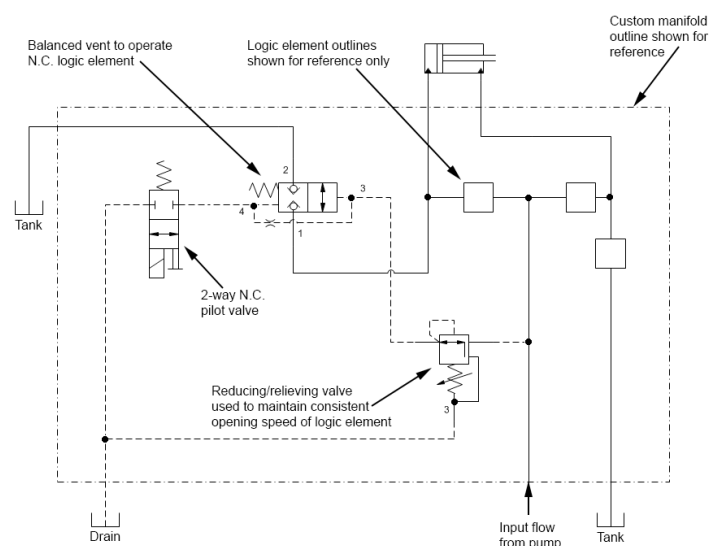 Custom manifold
outline shown for
reference
Balanced vent to operate
N.C. logic element
Logic element outlines
shown for reference only
2
3
4
1
Tank
2-way N.C.
pilot valve
Reducing/relieving valve
used to maintain consistent
opening speed of logic element
3
Drain
Input flow
from pump
Tank